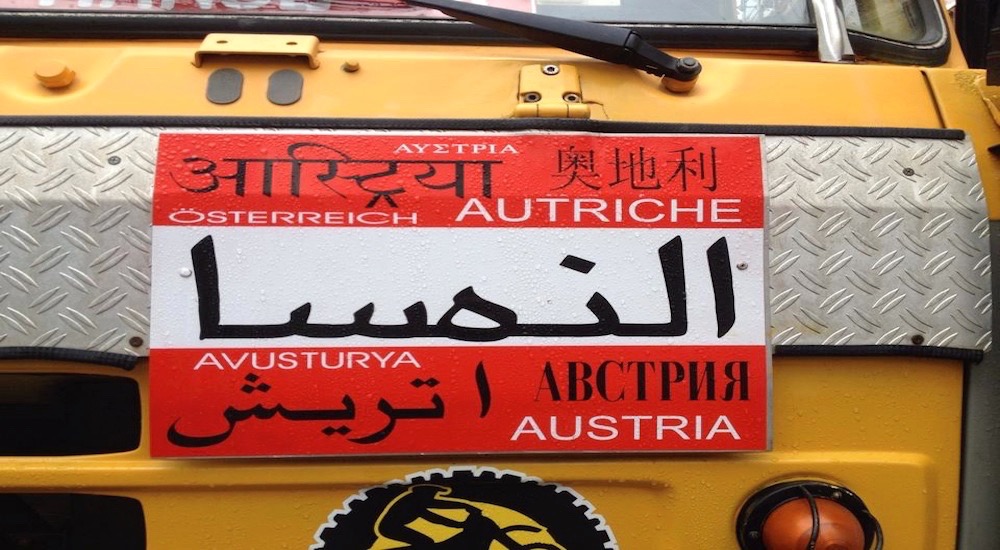 ΑΥΣΤΡΙΑ
आस्ट्रिया 奥地利
ÖSTERREICH AUTRICHE
النمسا
AVUSTURYA
اتریش АВСТРИЯ
AUSTRIA